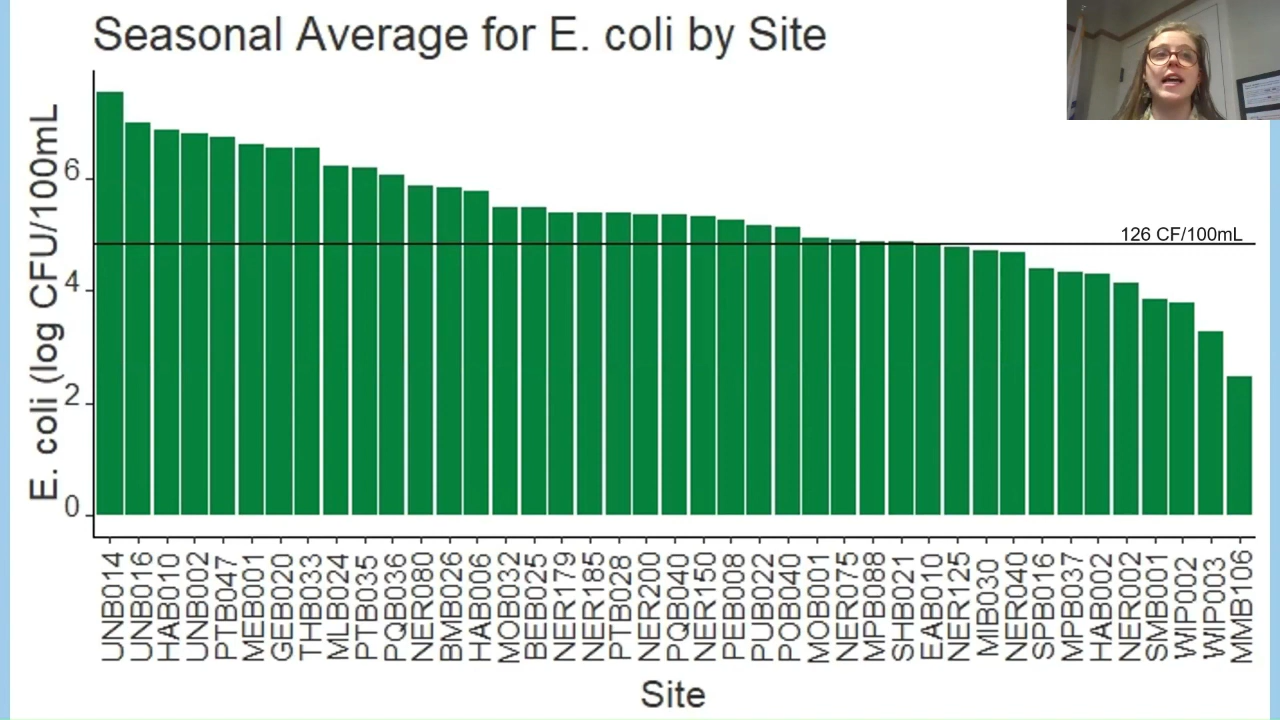 Seasonal Average for E. coli by Site
E. coli (log CFU/100mL
6
4
2
0
126 CF/100mL
UNB014
UNB016
HAB010
UNB002
PTB047
MEB001
GEB020
THB033
MLB024
PTB035
PQB036
NER080
BMB026
HAB006
MOB032
BEB025
NER179
NER185
PTB028
NER200
PQB040
NER150
PEB008
PUB022
POB040
MOB001
NER075
MPB088
SHB021
EAB010
NER125
MIB030
NER040
SPB016
MPB037
HAB002
NER002
SMB001
WIP002
WIP003
MMB106
Site